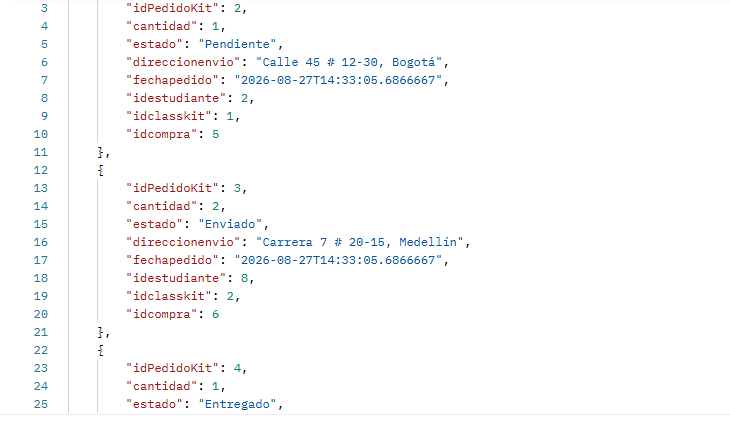 3 "idPedidoKit": 2,
4 "cantidad": 1,
5 "estado": "Pendiente",
6 "direccionenvio": "Calle 45 # 12-30, Bogotá",
7 "fechapedido": "2026-08-27T14:33:05.6866667",
8 "idestudiante": 2,
9 "idclasskit": 1,
10 "idcompra": 5
11 },
12 {
13 "idPedidoKit": 3,
14 "cantidad": 2,
15 "estado": "Enviado",
16 "direccionenvio": "Carrera 7 # 20-15, Medellín",
17 "fechapedido": "2026-08-27T14:33:05.6866667",
18 "idestudiante": 8,
19 "idclasskit": 2,
20 "idcompra": 6
21 },
22 {
23 "idPedidoKit": 4,
24 "cantidad": 1,
25 "estado": "Entregado",